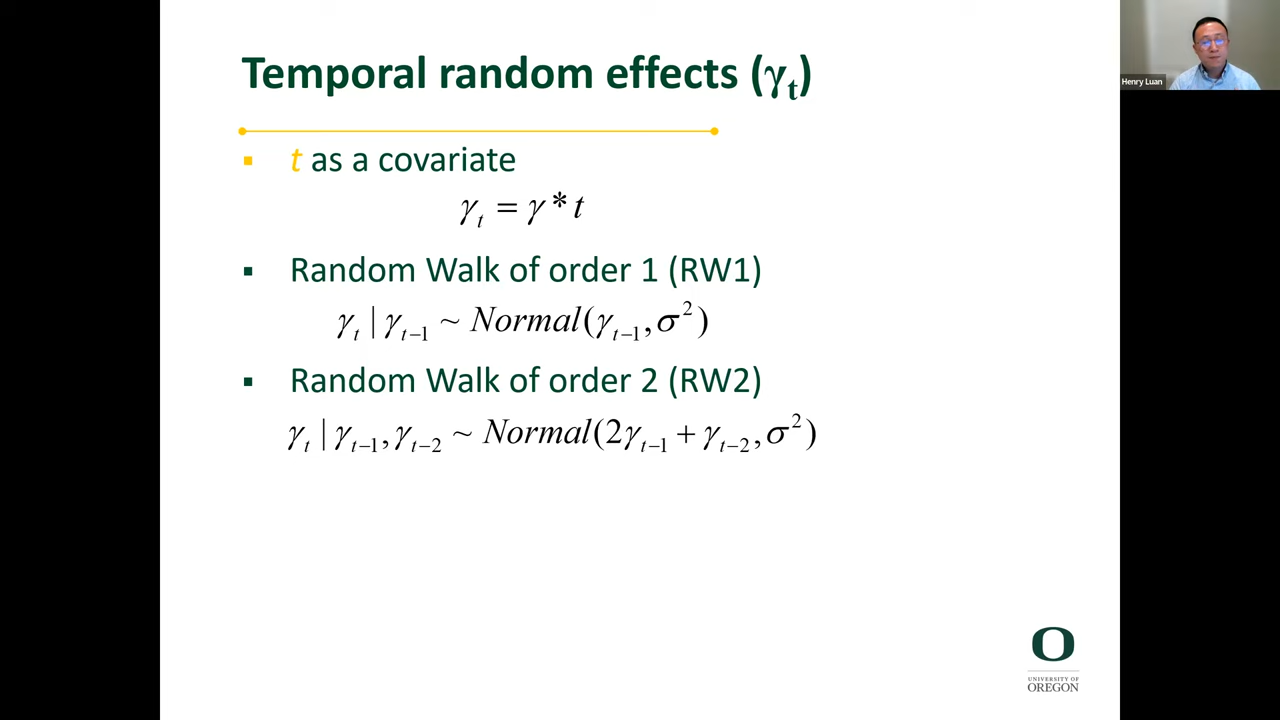 Temporal random effects (γₜ)
Henry Luan
▪ t as a covariate
γₜ = γ * t
▪ Random Walk of order 1 (RW1)
γₜ | γₜ₋₁ ~ Normal(γₜ₋₁, σ²)
▪ Random Walk of order 2 (RW2)
γₜ | γₜ₋₁, γₜ₋₂ ~ Normal(2γₜ₋₁ + γₜ₋₂, σ²)
O
UNIVERSITY OF
OREGON